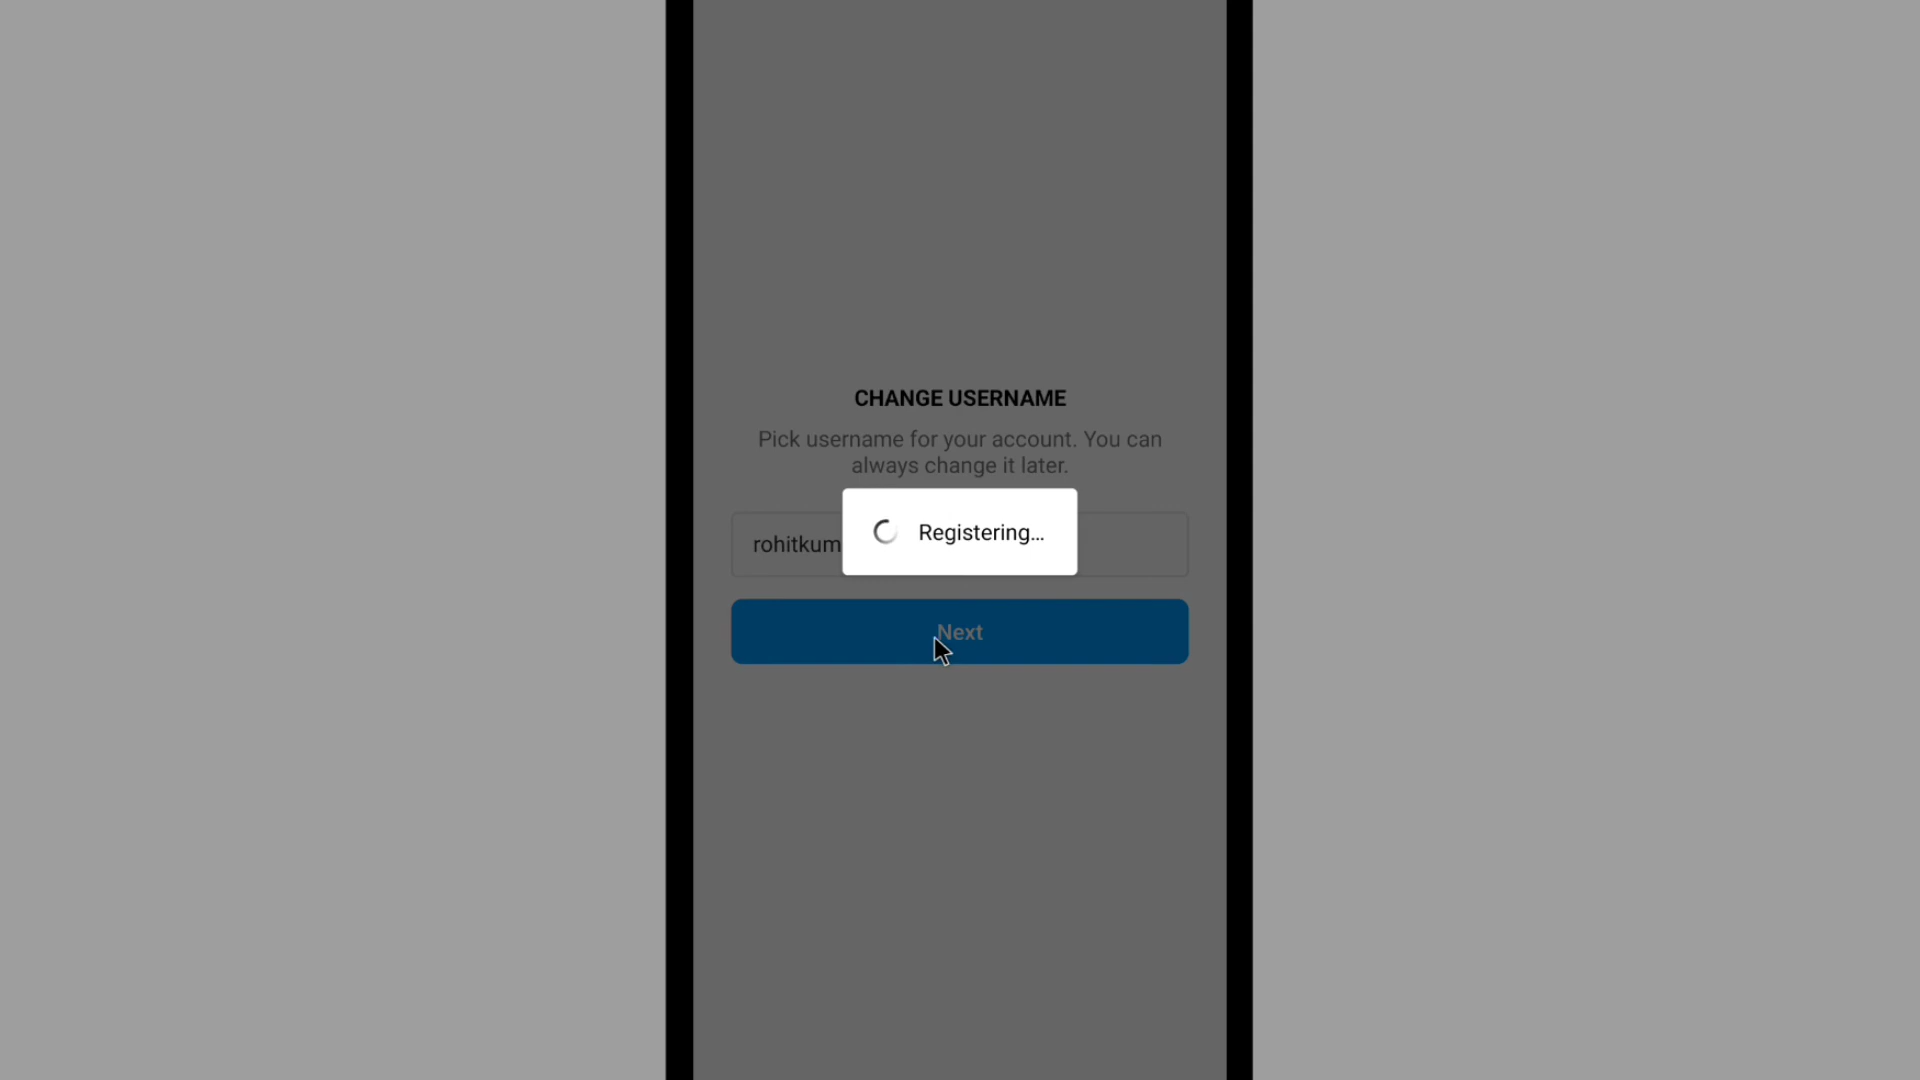 CHANGE USERNAME
Pick username for your account. You can
always change it later.
rohitkum
Registering...
Next